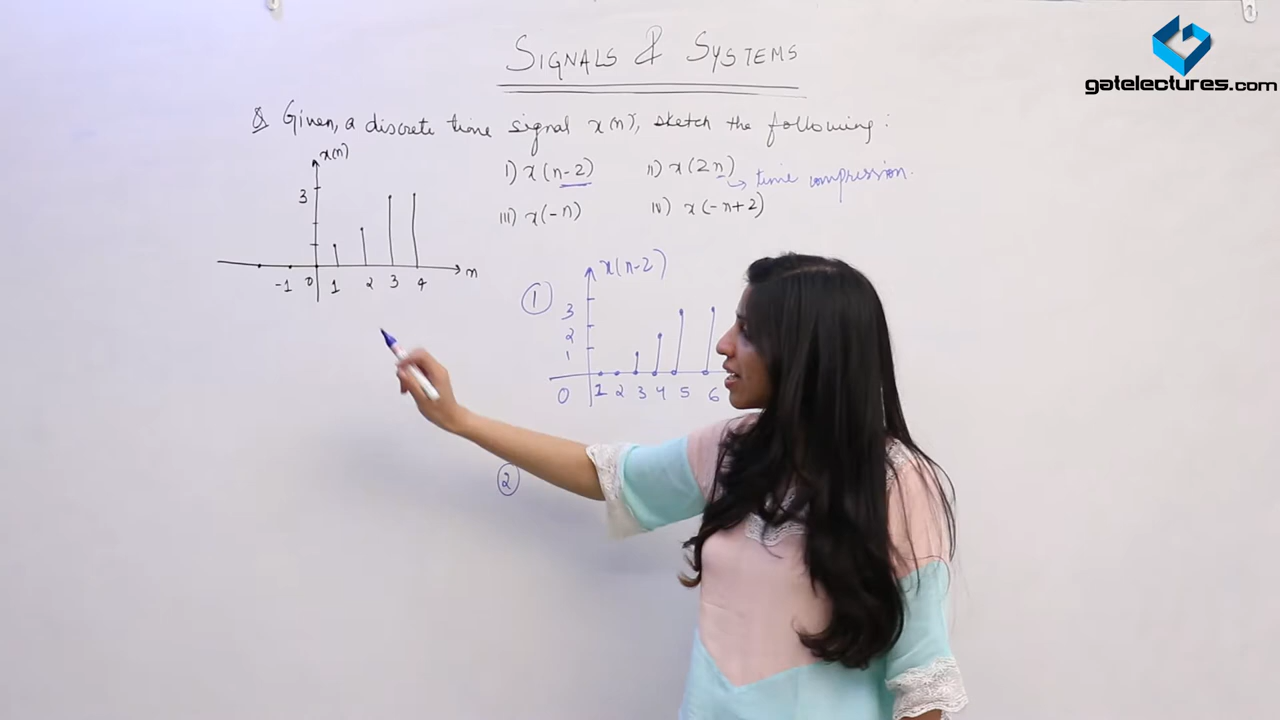 SIGNALS & SYSTEMS
gatelectures.com
Q Given, a discrete time signal x(n), sketch the following:
I) x(n-2) II) x(2n) → time compression.
III) x(-n) IV) x(-n+2)
x(n)
3
-1 0 1 2 3 4 n
① x(n-2)
3
2
1
0 1 2 3 4 5 6
②